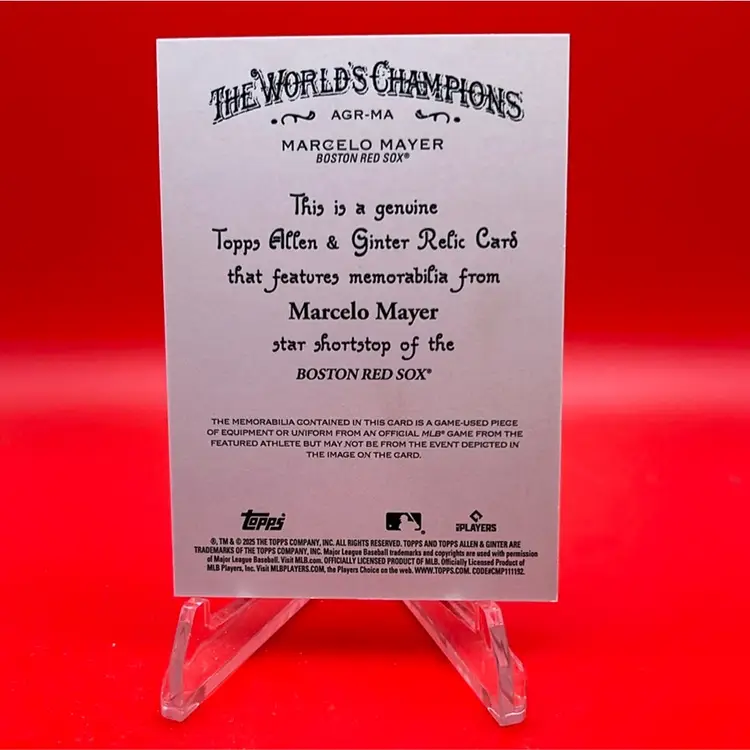 THE WORLD'S CHAMPIONS
AGR-MA
MARCELO MAYER
BOSTON RED SOX®
This is a genuine
Topps Allen & Ginter Relic Card
that features memorabilia from
Marcelo Mayer
star shortstop of the
BOSTON RED SOX®
THE MEMORABILIA CONTAINED IN THIS CARD IS A GAME-USED PIECE
OF EQUIPMENT OR UNIFORM FROM AN OFFICIAL MLB® GAME FROM THE
FEATURED ATHLETE BUT MAY NOT BE FROM THE EVENT DEPICTED IN
THE IMAGE ON THE CARD.
topps® ® PLAYERS
®, TM & © 2025 THE TOPPS COMPANY, INC. ALL RIGHTS RESERVED. TOPPS AND TOPPS ALLEN & GINTER ARE
TRADEMARKS OF THE TOPPS COMPANY, INC. Major League Baseball trademarks and copyrights are used with permission
of Major League Baseball. Visit MLB.com. OFFICIALLY LICENSED PRODUCT OF MLB. Officially Licensed Product of
MLB Players, Inc. Visit MLBPLAYERS.COM, the Players Choice on the web. WWW.TOPPS.COM. CODE#CMP111192.